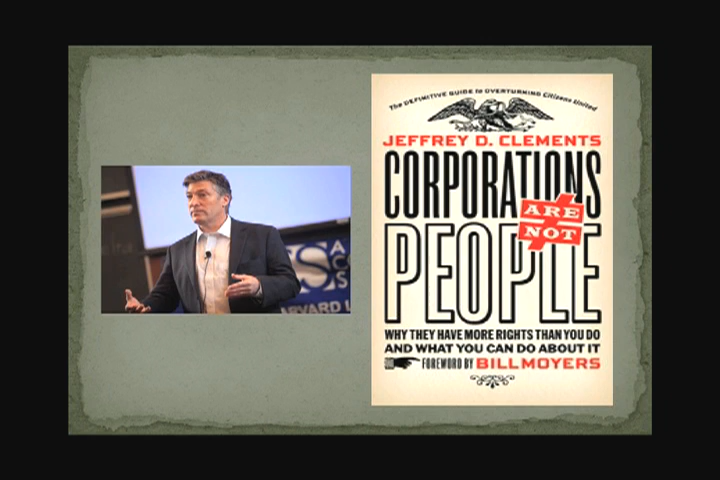 S
A
C
S
ARVARD L
The DEFINITIVE GUIDE to OVERTURNING Citizens United
JEFFREY D. CLEMENTS
CORPORATIONS
ARE
NOT
PEOPLE
WHY THEY HAVE MORE RIGHTS THAN YOU DO
AND WHAT YOU CAN DO ABOUT IT
FOREWORD BY BILL MOYERS